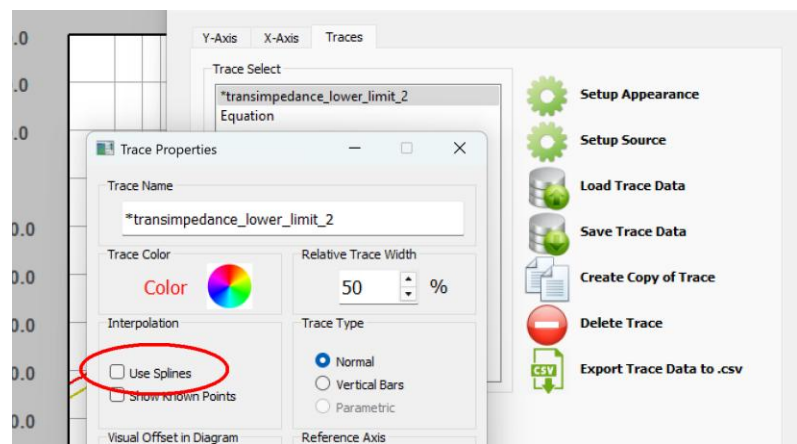 .0
.0
.0
0.0
0.0
0.0
0.0
0.0
Y-Axis X-Axis Traces
Trace Select
*transimpedance_lower_limit_2
Equation
Trace Properties
Trace Name
*transimpedance_lower_limit_2
Trace Color
Color
Relative Trace Width
50 %
Interpolation
Use Splines
Show Known Points
Trace Type
Normal
Vertical Bars
Parametric
Visual Offset in Diagram
Reference Axis
Setup Appearance
Setup Source
Load Trace Data
Save Trace Data
Create Copy of Trace
Delete Trace
CSV
Export Trace Data to .csv